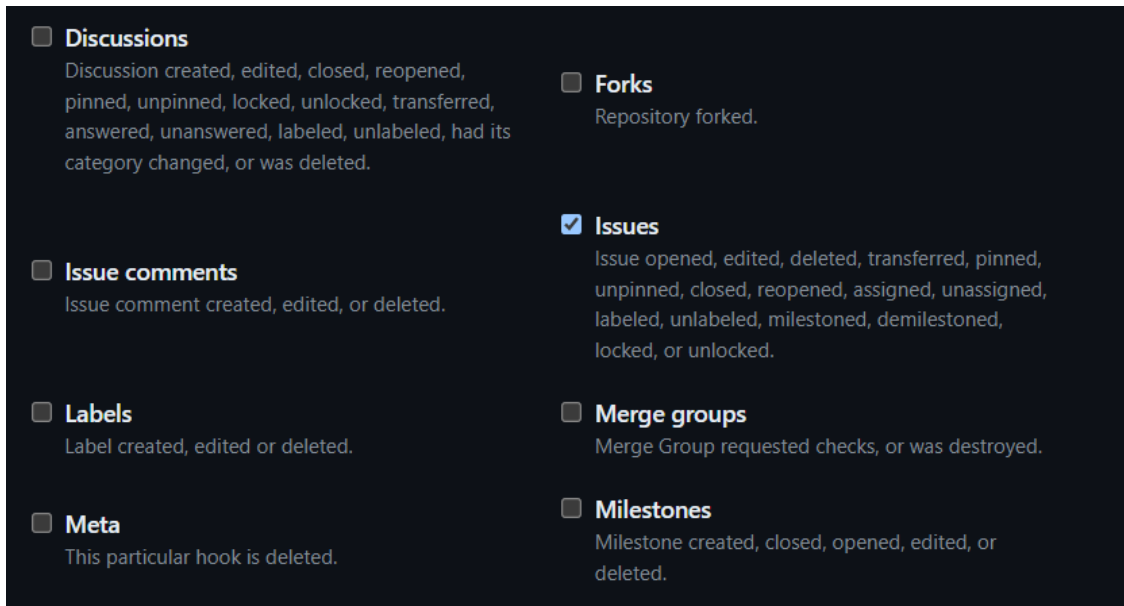 Discussions
Discussion created, edited, closed, reopened,
pinned, unpinned, locked, unlocked, transferred,
answered, unanswered, labeled, unlabeled, had its
category changed, or was deleted.
Forks
Repository forked.
Issue comments
Issue comment created, edited, or deleted.
Issues
Issue opened, edited, deleted, transferred, pinned,
unpinned, closed, reopened, assigned, unassigned,
labeled, unlabeled, milestoned, demilestoned,
locked, or unlocked.
Labels
Label created, edited or deleted.
Merge groups
Merge Group requested checks, or was destroyed.
Meta
This particular hook is deleted.
Milestones
Milestone created, closed, opened, edited, or
deleted.